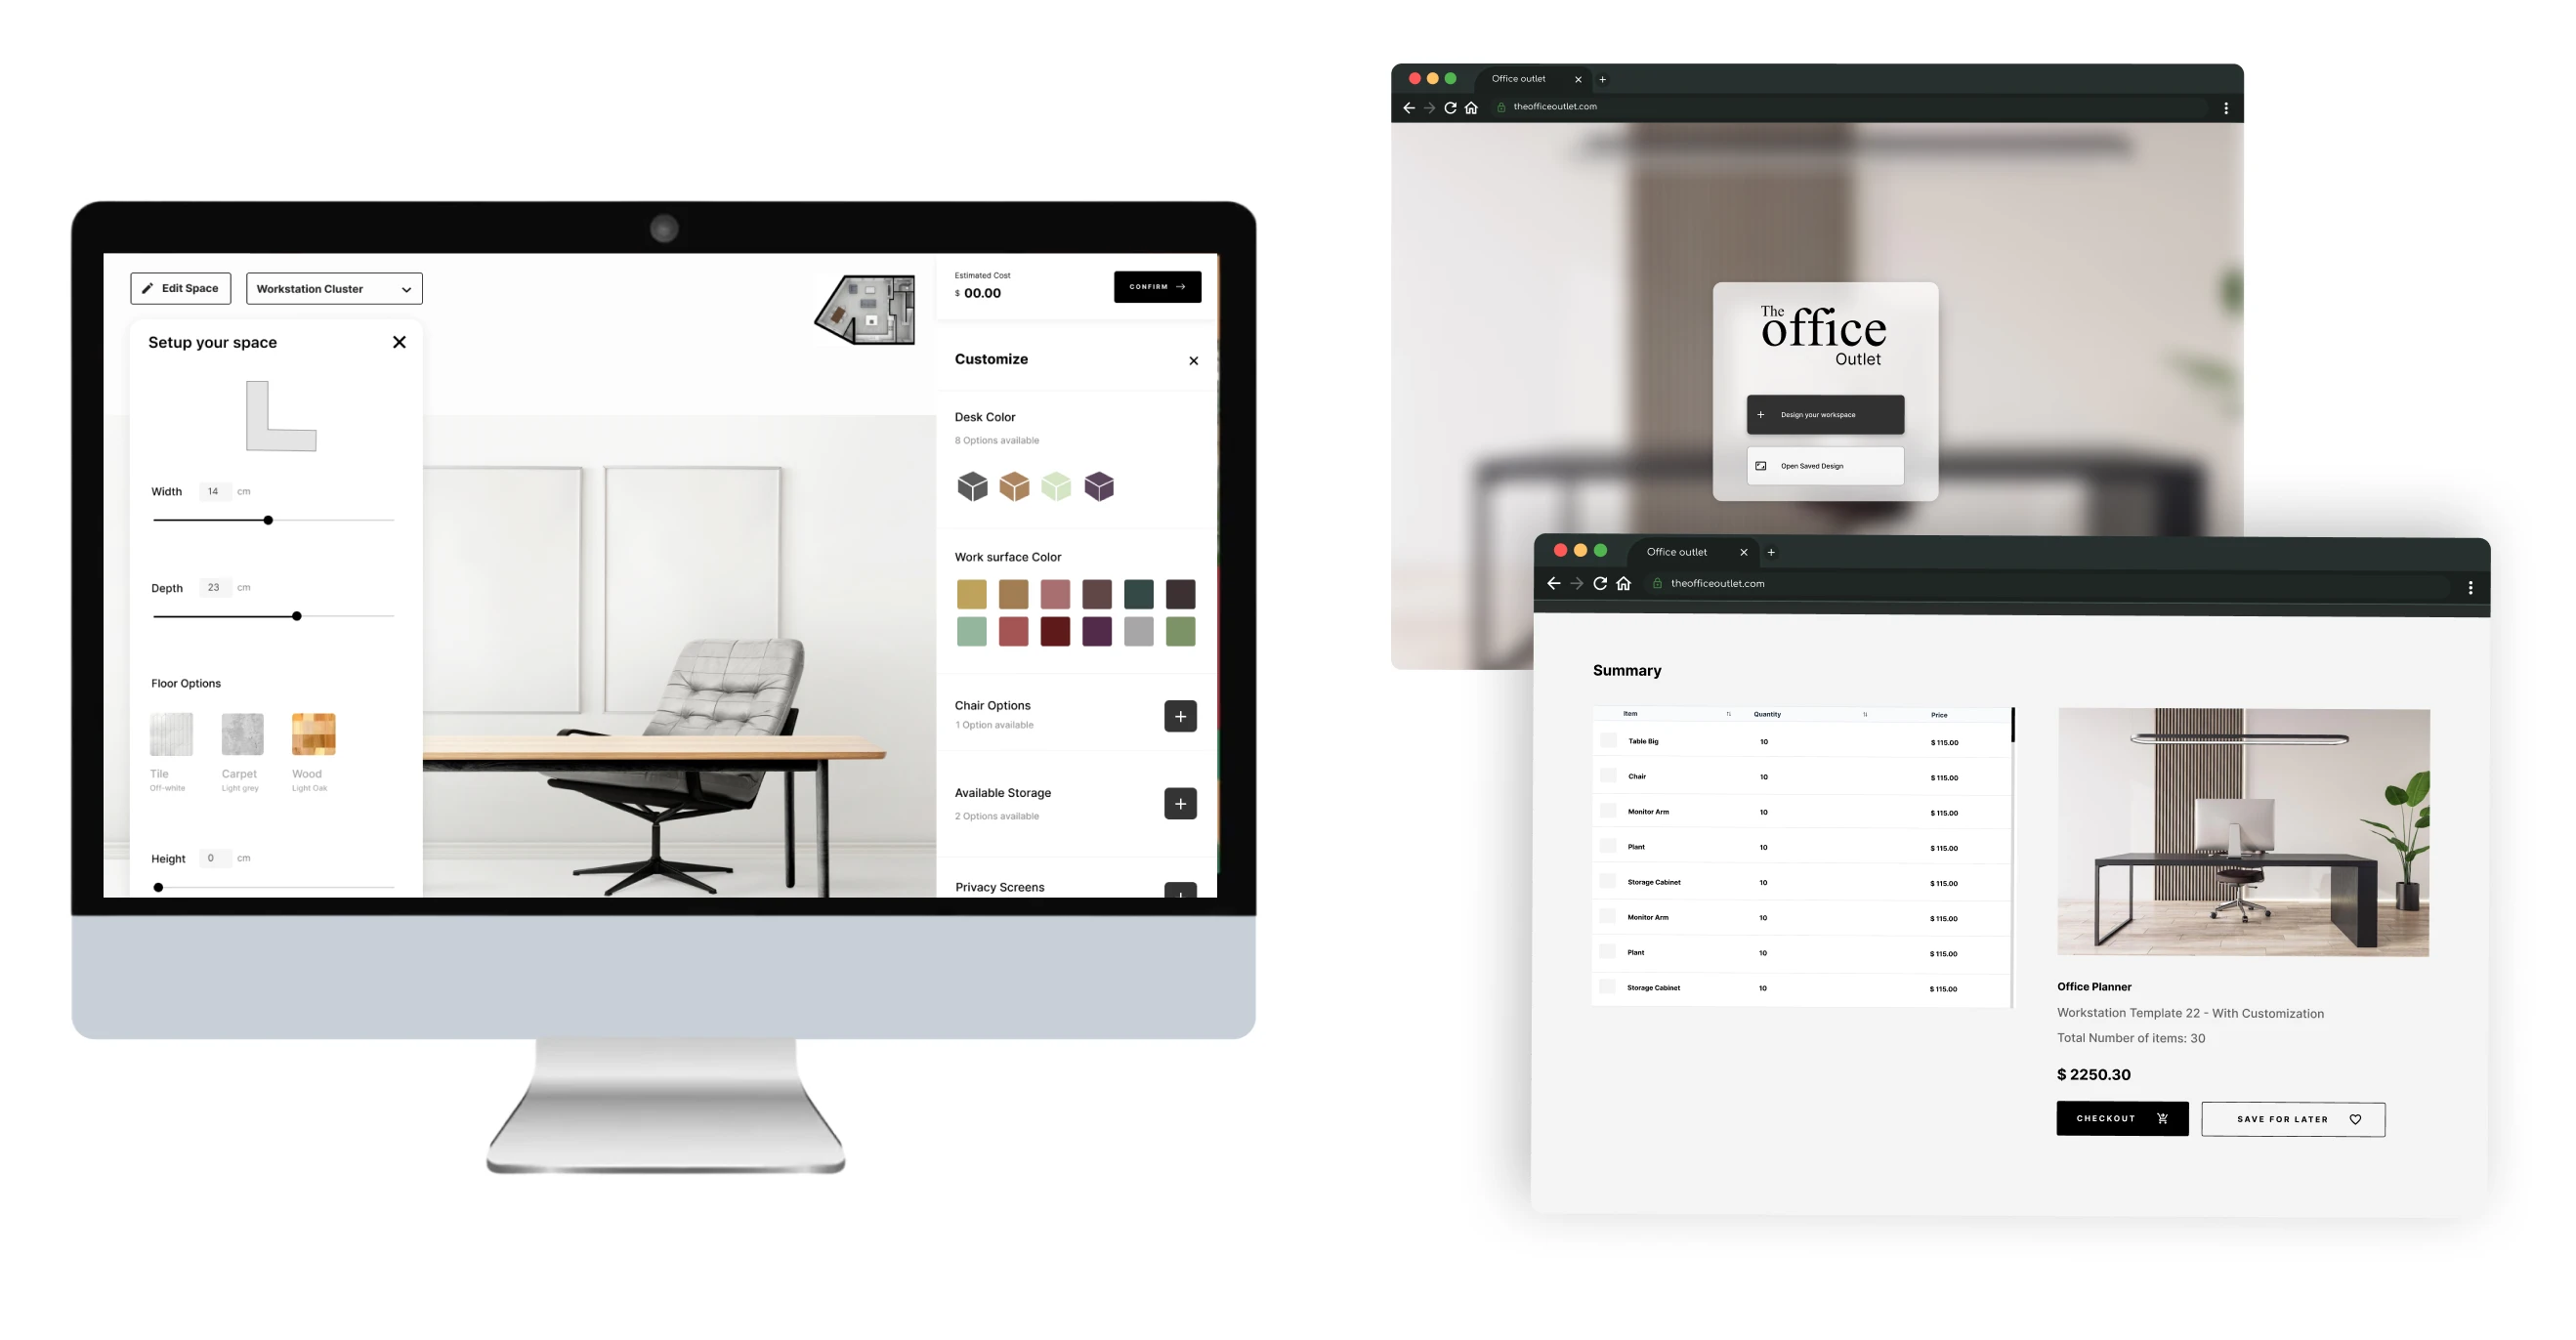 Edit Space
Workstation Cluster
Setup your space
Width 14 cm
Depth 23 cm
Floor Options
Tile
Off-white
Carpet
Light grey
Wood
Light Oak
Height 0 cm
Estimated Cost
$ 00.00
CONFIRM
Customize
Desk Color
8 Options available
Work surface Color
Chair Options
1 Option available
Available Storage
2 Options available
Privacy Screens
Office outlet
theofficeoutlet.com
The
office
Outlet
Design your workspace
Open Saved Design
Office outlet
theofficeoutlet.com
Summary
Item Quantity Price
Table Big 10 $ 115.00
Chair 10 $ 115.00
Monitor Arm 10 $ 115.00
Plant 10 $ 115.00
Storage Cabinet 10 $ 115.00
Monitor Arm 10 $ 115.00
Plant 10 $ 115.00
Storage Cabinet 10 $ 115.00
Office Planner
Workstation Template 22 - With Customization
Total Number of items: 30
$ 2250.30
CHECKOUT
SAVE FOR LATER